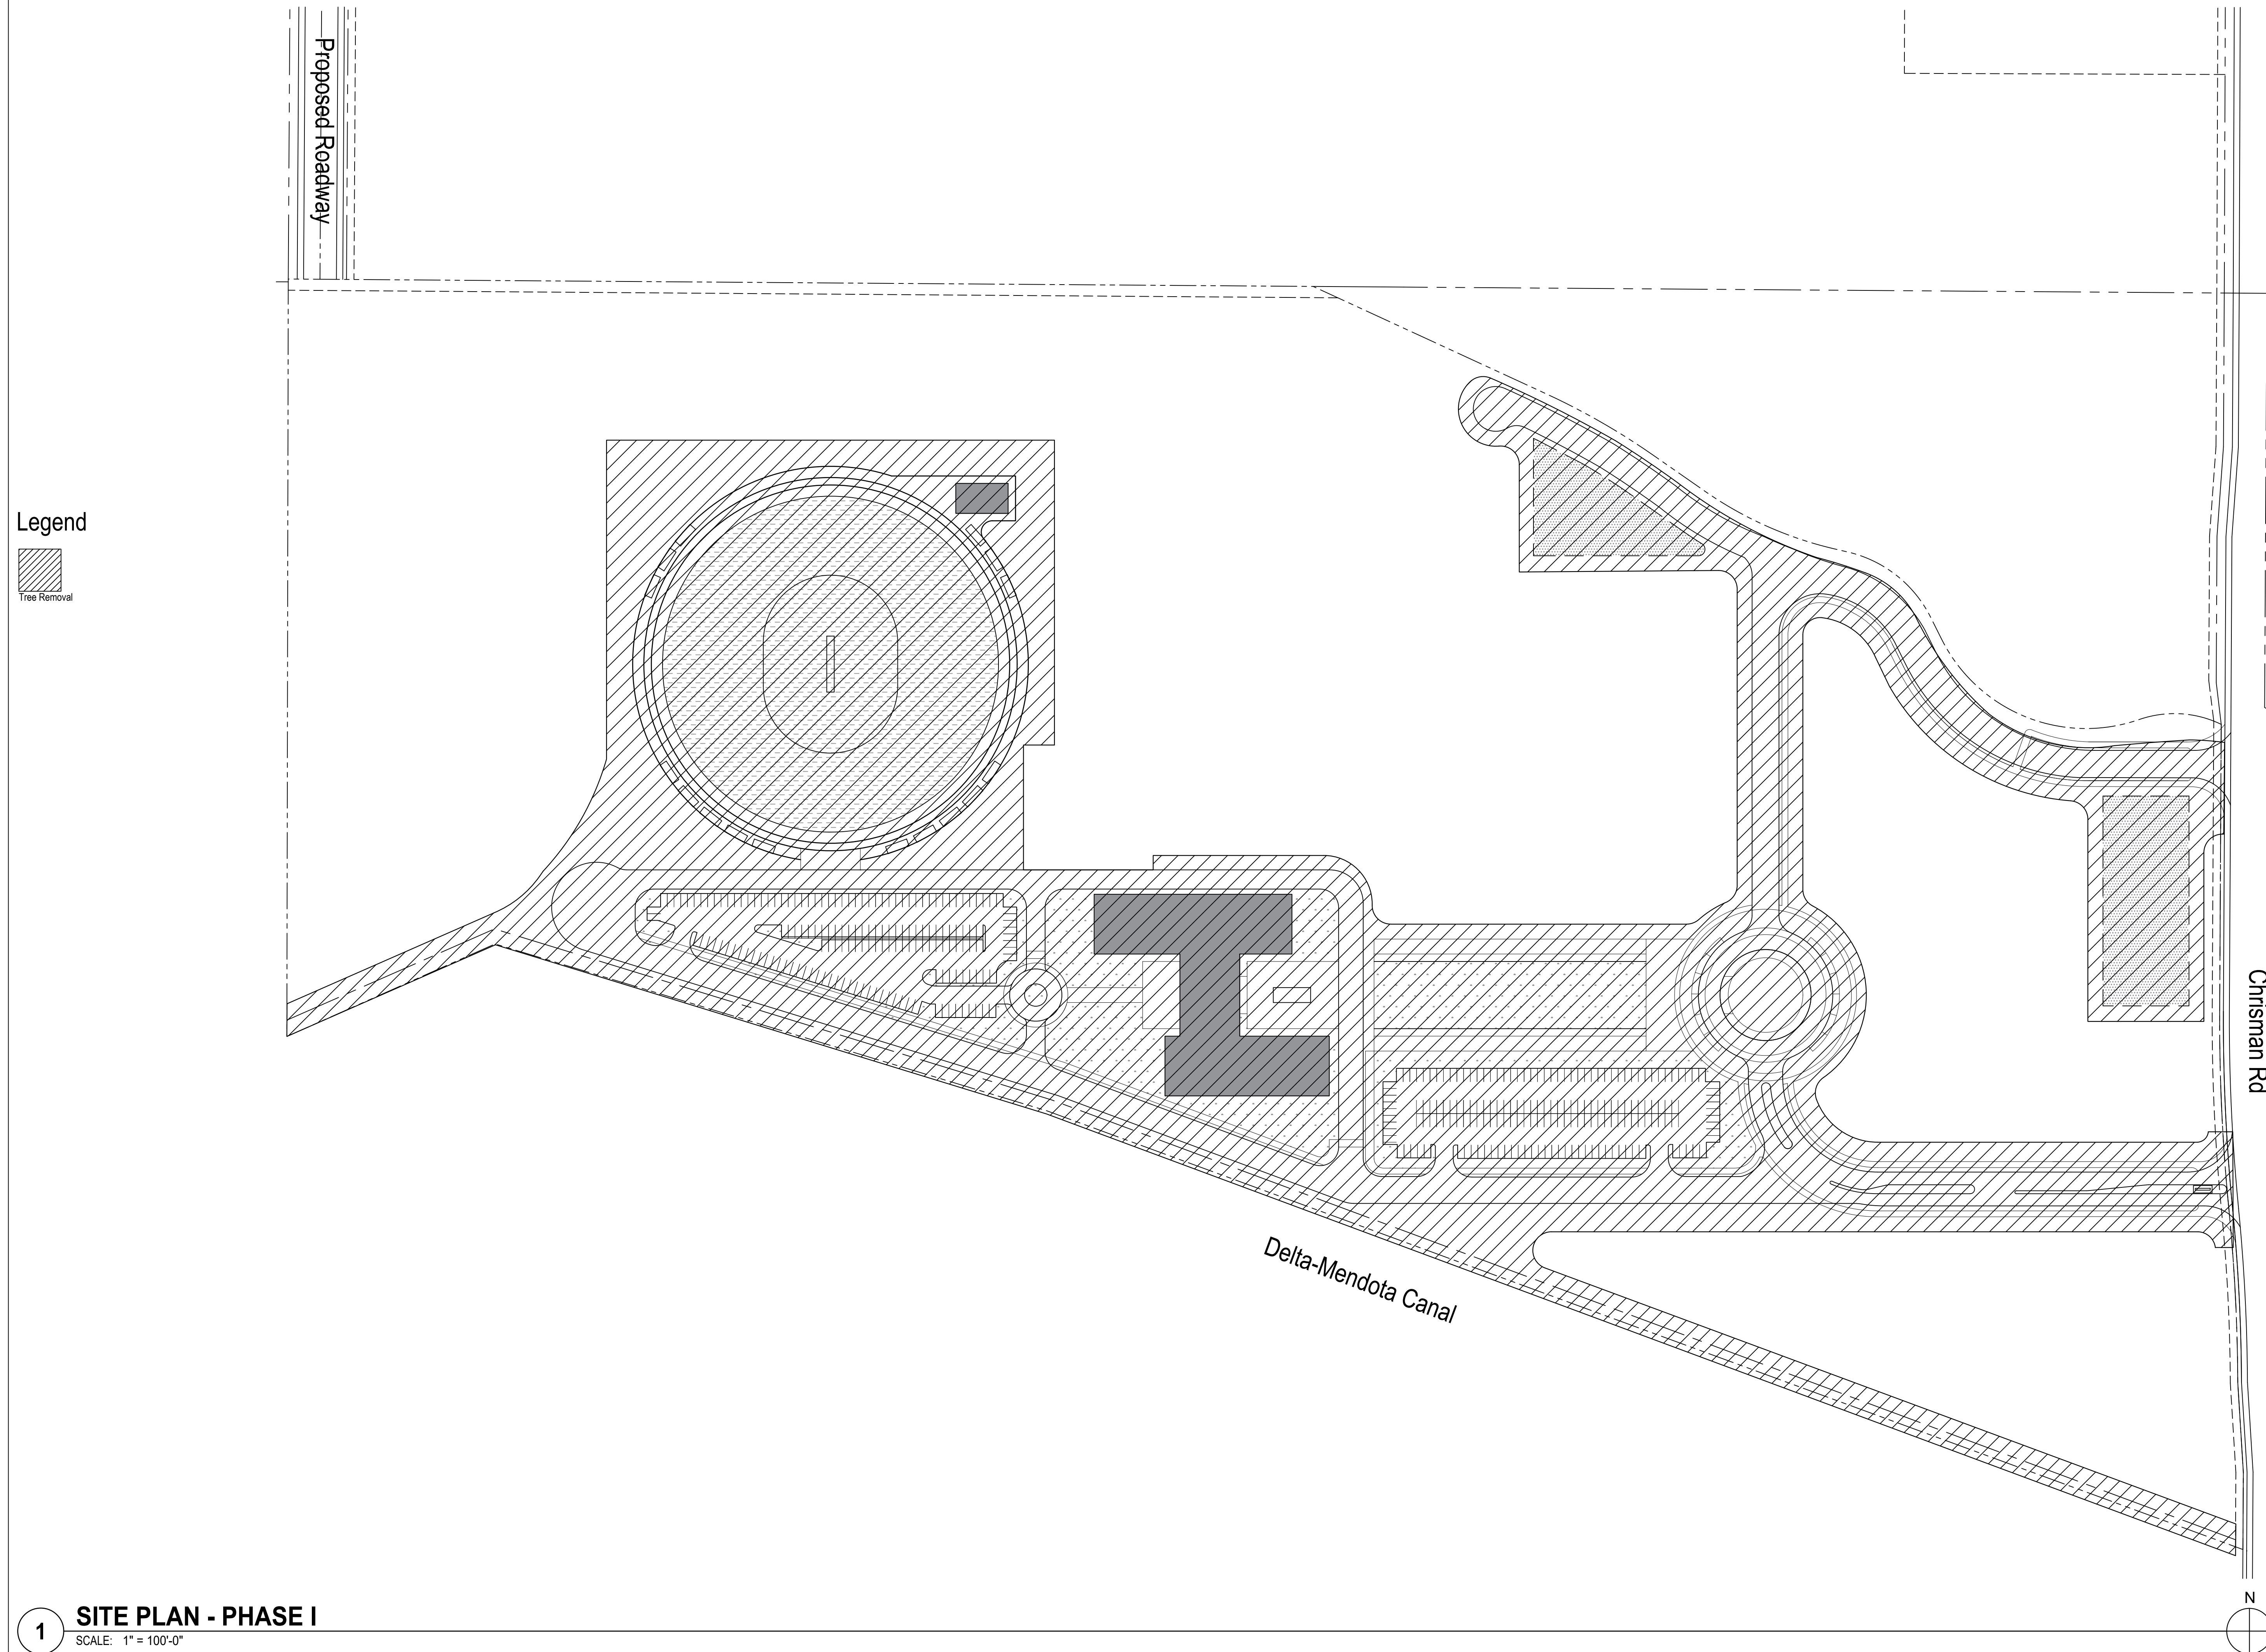 Proposed Roadway
Legend
Tree Removal
Chrisman Rd
Delta-Mendota Canal
N
1
SITE PLAN - PHASE I
SCALE: 1" = 100'-0"